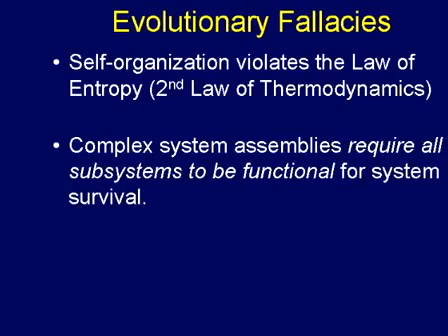 Evolutionary Fallacies
• Self-organization violates the Law of
Entropy (2nd Law of Thermodynamics)
• Complex system assemblies require all
subsystems to be functional for system
survival.